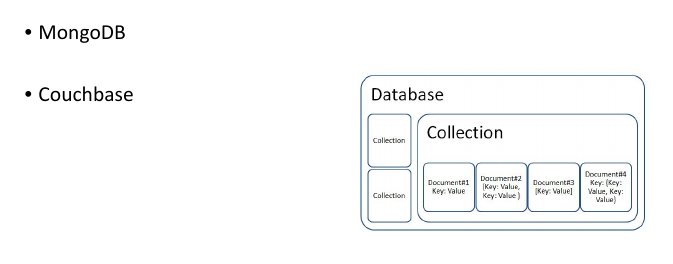 • MongoDB
• Couchbase
Database
Collection
Collection
Collection
Document#1
Key: Value
Document#2
{Key: Value,
Key: Value }
Document#3
[Key: Value]
Document#4
Key: {Key:
Value, Key:
Value}